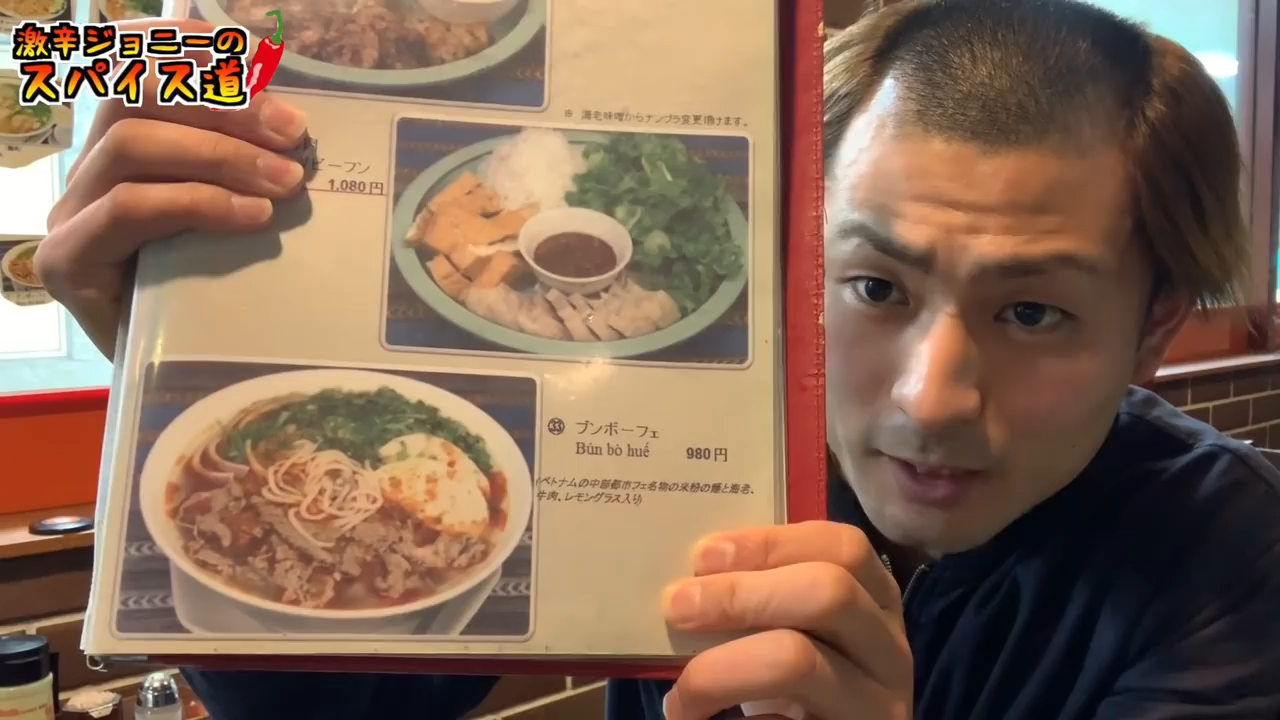 激辛ジョニーの
スパイス道
※ 海老味噌からナンプラ変更頂けます。
ビーフン
1.080円
㉝ ブンボーフェ
Bún bò huế 980円
(ベトナムの中部都市フェ名物の米粉の麺と海老、
牛肉、レモングラス入り)